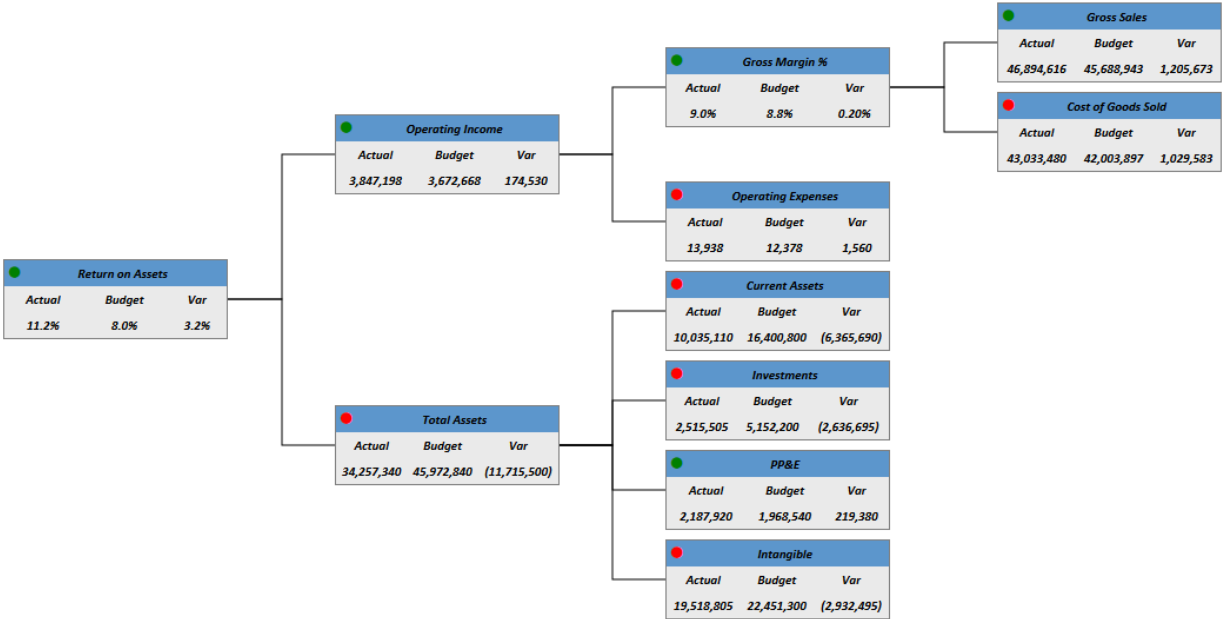 Gross Sales
Actual Budget Var
46,894,616 45,688,943 1,205,673
Gross Margin %
Actual Budget Var
9.0% 8.8% 0.20%
Cost of Goods Sold
Actual Budget Var
43,033,480 42,003,897 1,029,583
Operating Income
Actual Budget Var
3,847,198 3,672,668 174,530
Operating Expenses
Actual Budget Var
13,938 12,378 1,560
Return on Assets
Actual Budget Var
11.2% 8.0% 3.2%
Current Assets
Actual Budget Var
10,035,110 16,400,800 (6,365,690)
Investments
Actual Budget Var
2,515,505 5,152,200 (2,636,695)
Total Assets
Actual Budget Var
34,257,340 45,972,840 (11,715,500)
PP&E
Actual Budget Var
2,187,920 1,968,540 219,380
Intangible
Actual Budget Var
19,518,805 22,451,300 (2,932,495)